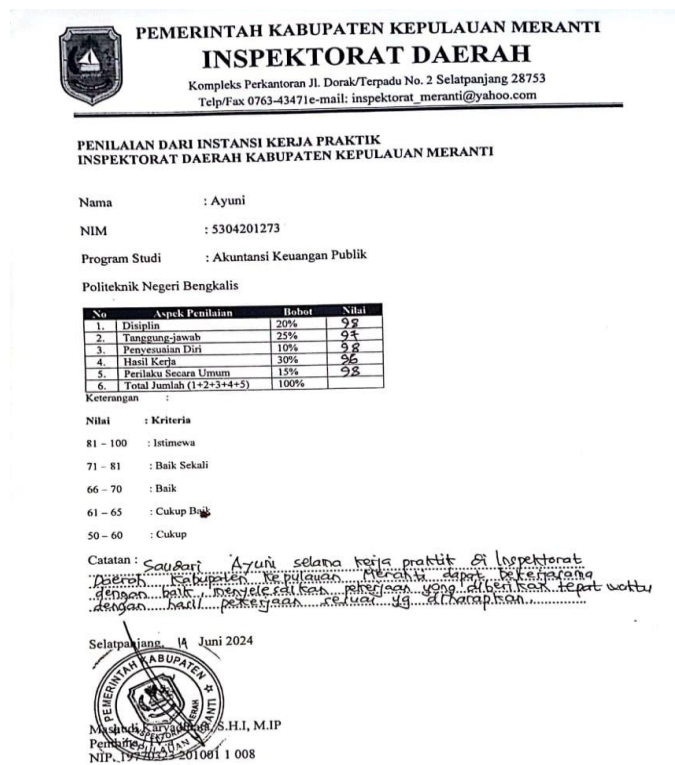 PEMERINTAH KABUPATEN KEPULAUAN MERANTI
INSPEKTORAT DAERAH
Kompleks Perkantoran Jl. Dorak/Terpadu No. 2 Selatpanjang 28753
Telp/Fax 0763-43471e-mail: inspektorat_meranti@yahoo.com
PENILAIAN DARI INSTANSI KERJA PRAKTIK
INSPEKTORAT DAERAH KABUPATEN KEPULAUAN MERANTI
Nama : Ayuni
NIM : 5304201273
Program Studi : Akuntansi Keuangan Publik
Politeknik Negeri Bengkalis
No Aspek Penilaian Bobot Nilai
1. Disiplin 20% 98
2. Tanggung-jawab 25% 97
3. Penyesuaian Diri 10% 98
4. Hasil Kerja 30% 96
5. Perilaku Secara Umum 15% 98
6. Total Jumlah (1+2+3+4+5) 100%
Keterangan :
Nilai : Kriteria
81 – 100 : Istimewa
71 – 81 : Baik Sekali
66 – 70 : Baik
61 – 65 : Cukup Baik
50 – 60 : Cukup
Catatan : Saudari Ayuni selama kerja praktik di Inspektorat
Daerah Kabupaten Kepulauan Meranti dapat bekerjasama
dengan baik, menyelesaikan pekerjaan yang diberikan tepat waktu
dengan hasil pekerjaan sesuai yg diharapkan
Selatpanjang, 14 Juni 2024
PEMERINTAH KABUPATEN
INSPEKTORAT DAERAH
KEPULAUAN MERANTI
S.H.I, M.IP
NIP. 201001 1 008